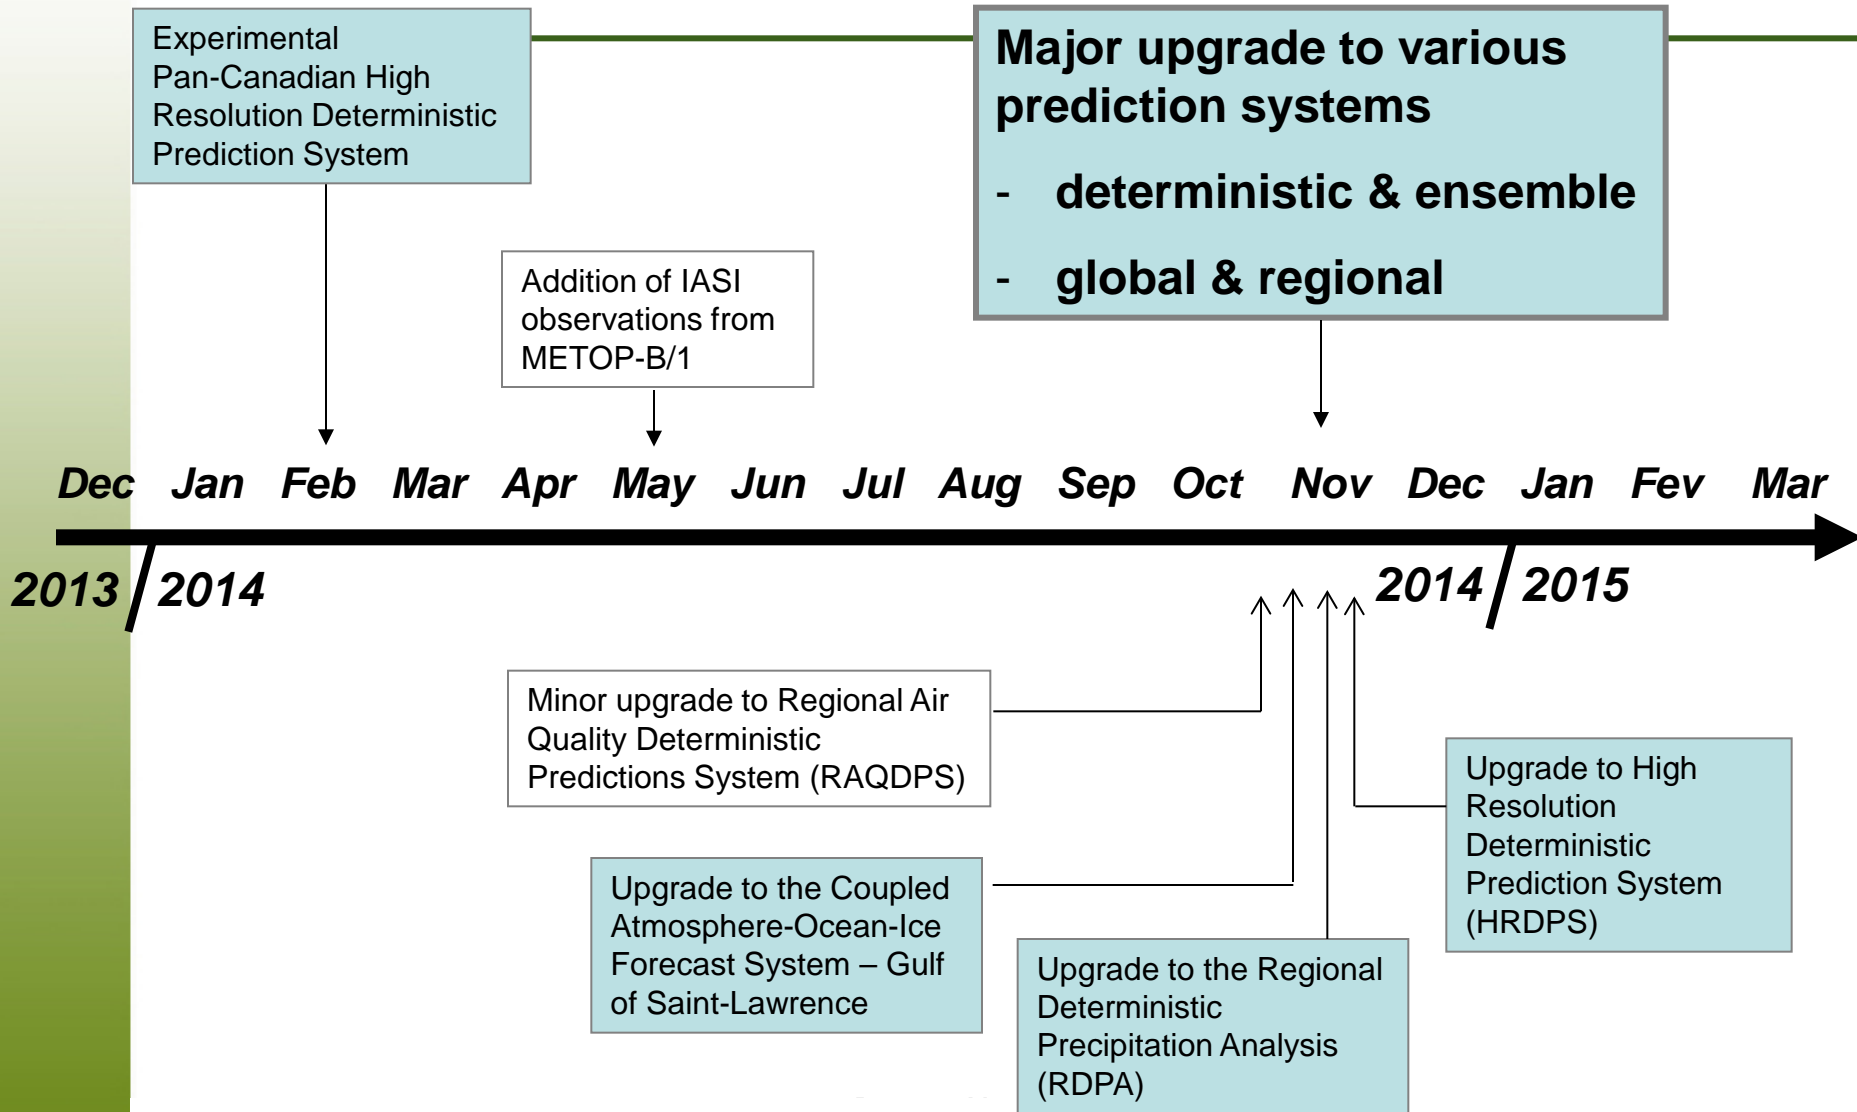 Experimental
Pan-Canadian High
Resolution Deterministic
Prediction System
Major upgrade to various
prediction systems
- deterministic & ensemble
- global & regional
Addition of IASI
observations from
METOP-B/1
Dec Jan Feb Mar Apr May Jun Jul Aug Sep Oct Nov Dec Jan Fev Mar
2013 / 2014 2014 / 2015
Minor upgrade to Regional Air
Quality Deterministic
Predictions System (RAQDPS)
Upgrade to High
Resolution
Deterministic
Prediction System
(HRDPS)
Upgrade to the Coupled
Atmosphere-Ocean-Ice
Forecast System – Gulf
of Saint-Lawrence
Upgrade to the Regional
Deterministic
Precipitation Analysis
(RDPA)